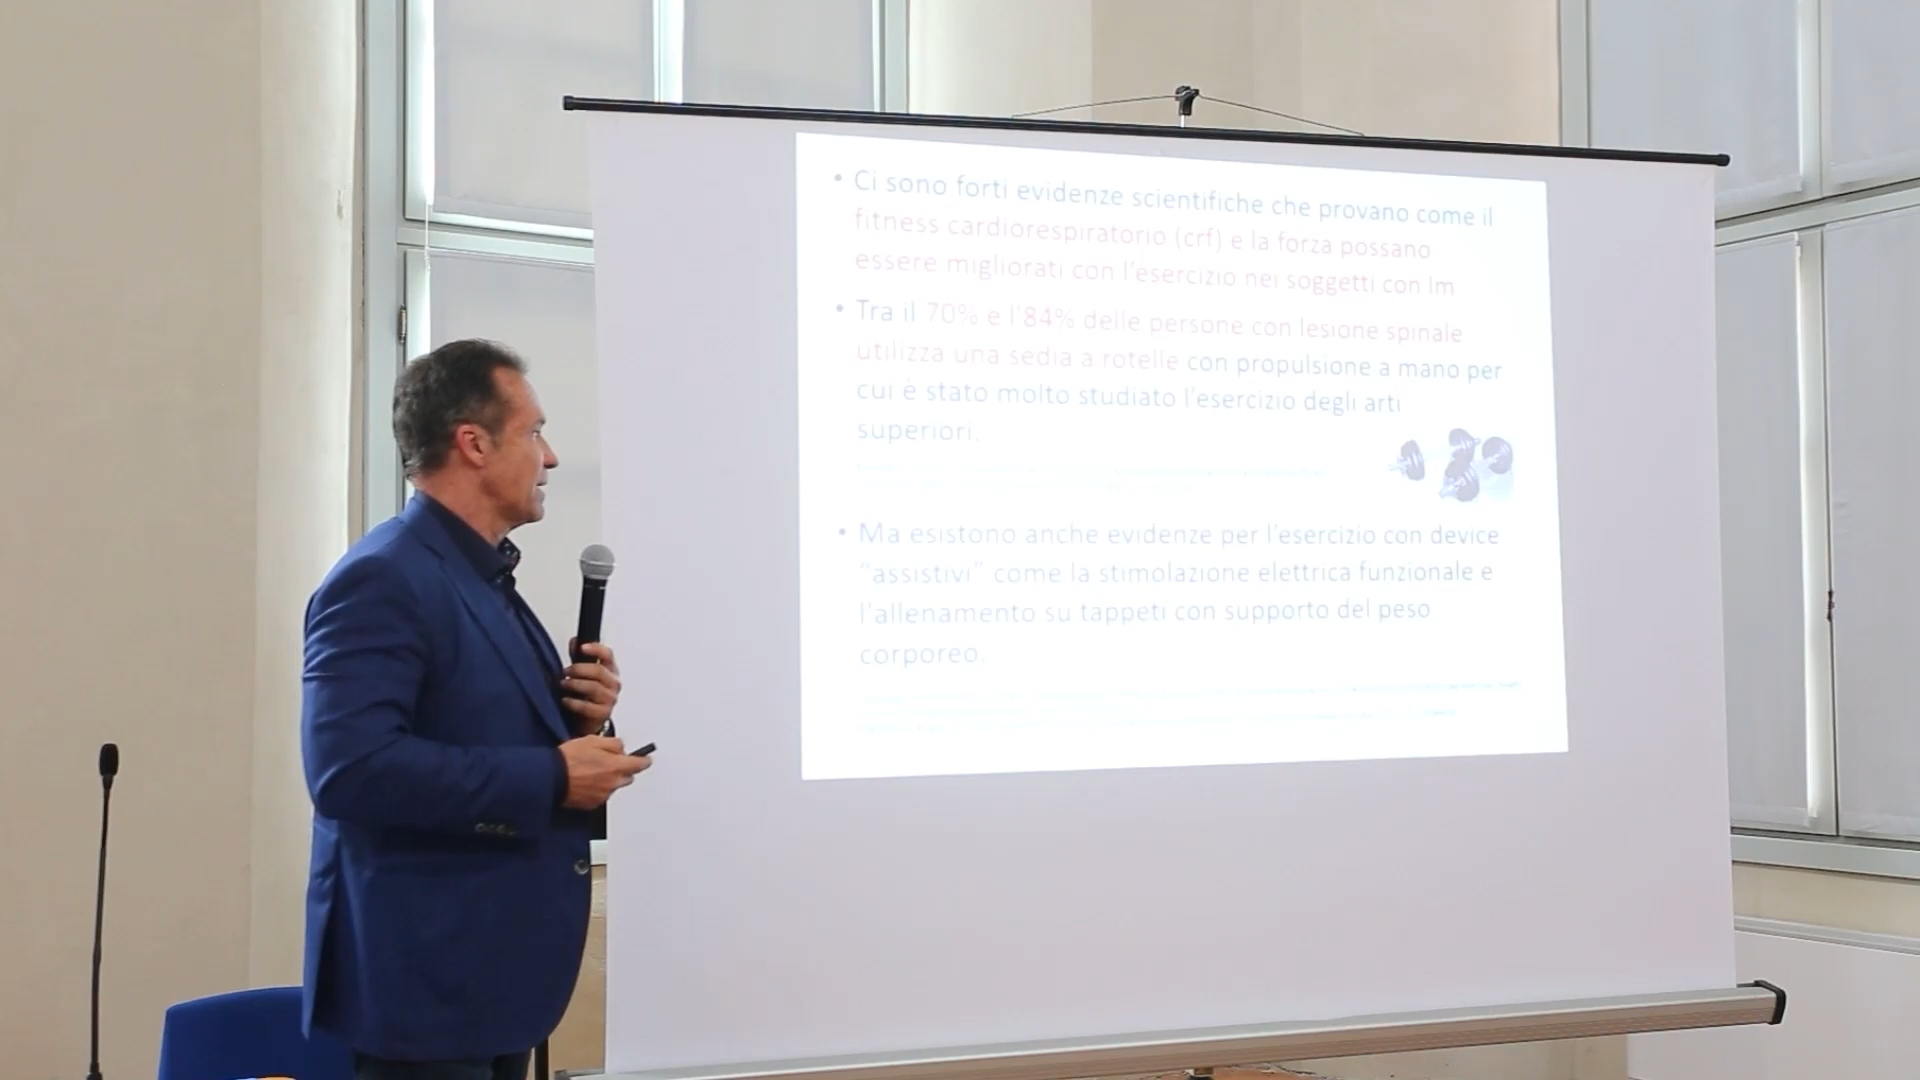 • Ci sono forti evidenze scientifiche che provano come il
fitness cardiorespiratorio (crf) e la forza possano
essere migliorati con l'esercizio nei soggetti con lm
• Tra il 70% e l'84% delle persone con lesione spinale
utilizza una sedia a rotelle con propulsione a mano per
cui è stato molto studiato l'esercizio degli arti
superiori.
• Ma esistono anche evidenze per l'esercizio con device
"assistivi" come la stimolazione elettrica funzionale e
l'allenamento su tappeti con supporto del peso
corporeo.